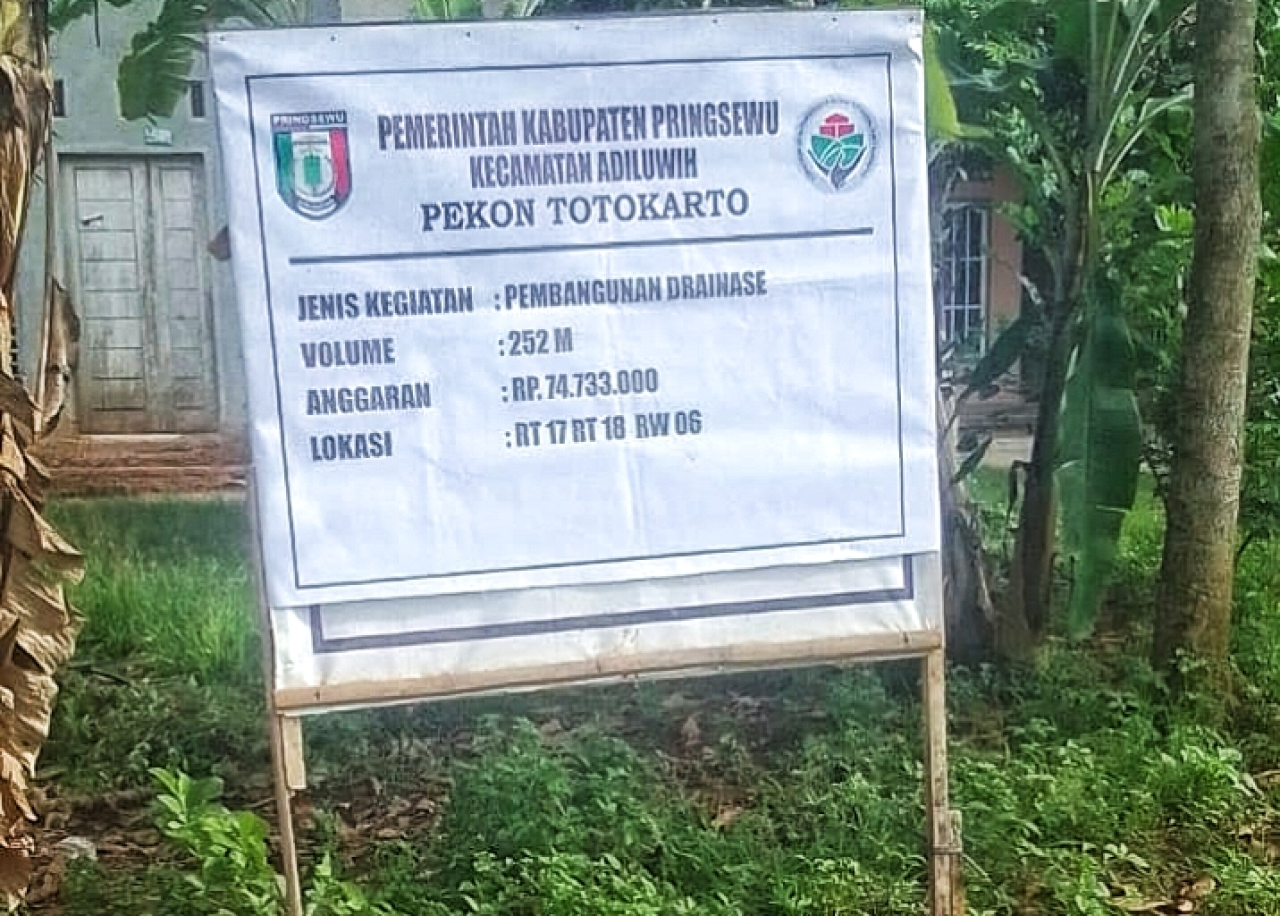 PRINGSEWU
PEMERINTAH KABUPATEN PRINGSEWU
KECAMATAN ADILUWIH
PEKON TOTOKARTO
JENIS KEGIATAN : PEMBANGUNAN DRAINASE
VOLUME : 252 M
ANGGARAN : RP. 74.733.000
LOKASI : RT 17 RT 18 RW 06